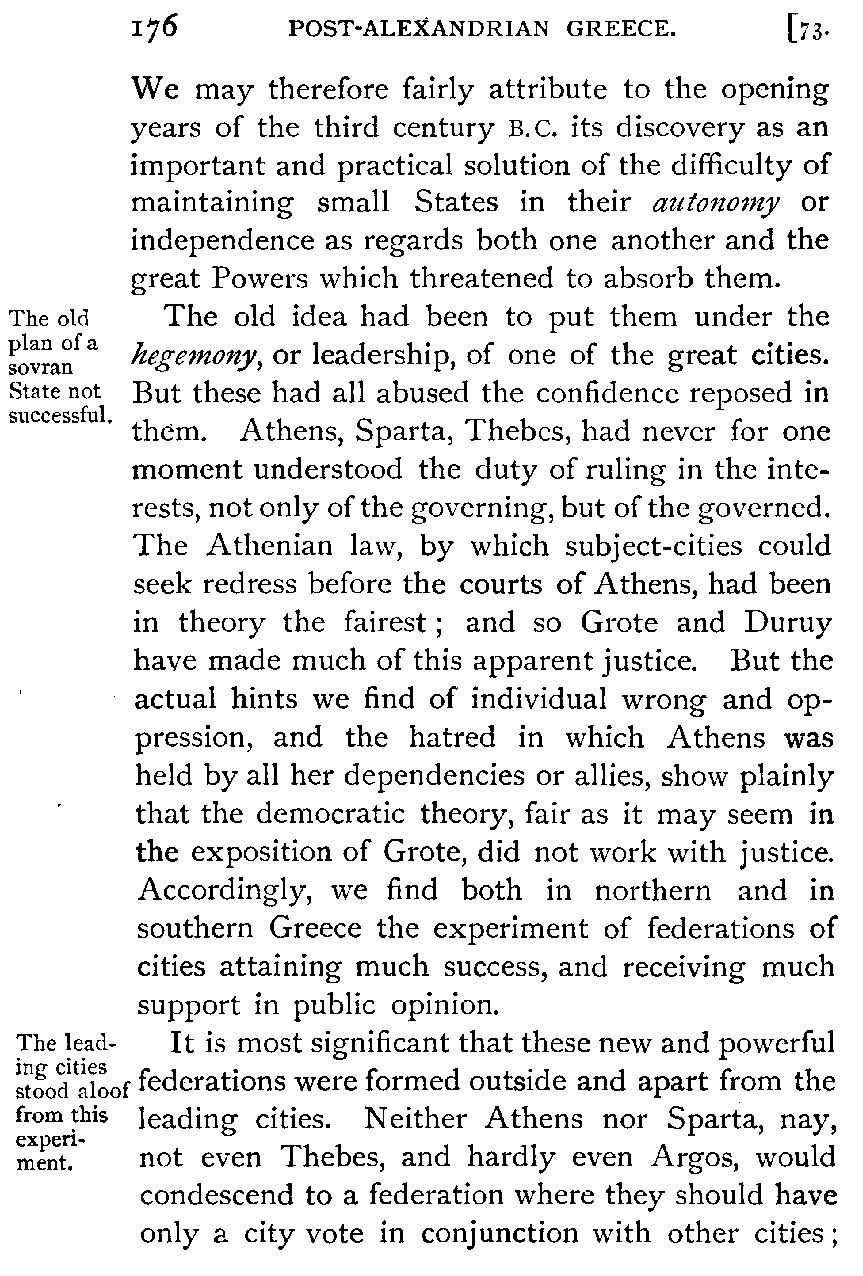 176 POST-ALEXANDRIAN GREECE. [73.
We may therefore fairly attribute to the opening
years of the third century B.C. its discovery as an
important and practical solution of the difficulty of
maintaining small States in their autonomy or
independence as regards both one another and the
great Powers which threatened to absorb them.
The old
plan of a
sovran
State not
successful.
The old idea had been to put them under the
hegemony, or leadership, of one of the great cities.
But these had all abused the confidence reposed in
them. Athens, Sparta, Thebes, had never for one
moment understood the duty of ruling in the inte-
rests, not only of the governing, but of the governed.
The Athenian law, by which subject-cities could
seek redress before the courts of Athens, had been
in theory the fairest ; and so Grote and Duruy
have made much of this apparent justice. But the
actual hints we find of individual wrong and op-
pression, and the hatred in which Athens was
held by all her dependencies or allies, show plainly
that the democratic theory, fair as it may seem in
the exposition of Grote, did not work with justice.
Accordingly, we find both in northern and in
southern Greece the experiment of federations of
cities attaining much success, and receiving much
support in public opinion.
The lead-
ing cities
stood aloof
from this
experi-
ment.
It is most significant that these new and powerful
federations were formed outside and apart from the
leading cities. Neither Athens nor Sparta, nay,
not even Thebes, and hardly even Argos, would
condescend to a federation where they should have
only a city vote in conjunction with other cities ;